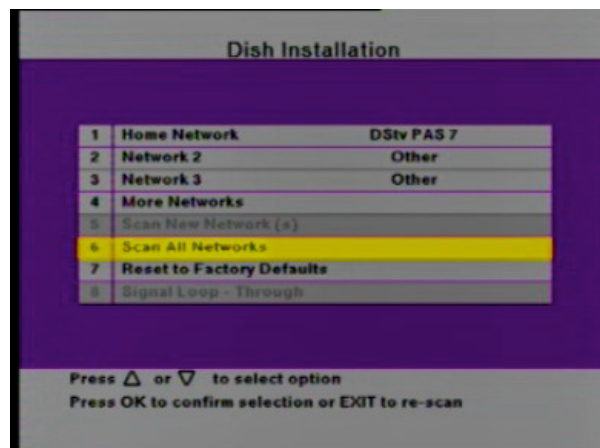 Dish Installation
1 Home Network DStv PAS 7
2 Network 2 Other
3 Network 3 Other
4 More Networks
5 Scan New Network (s)
6 Scan All Networks
7 Reset to Factory Defaults
8 Signal Loop - Through
Press △ or ▽ to select option
Press OK to confirm selection or EXIT to re-scan